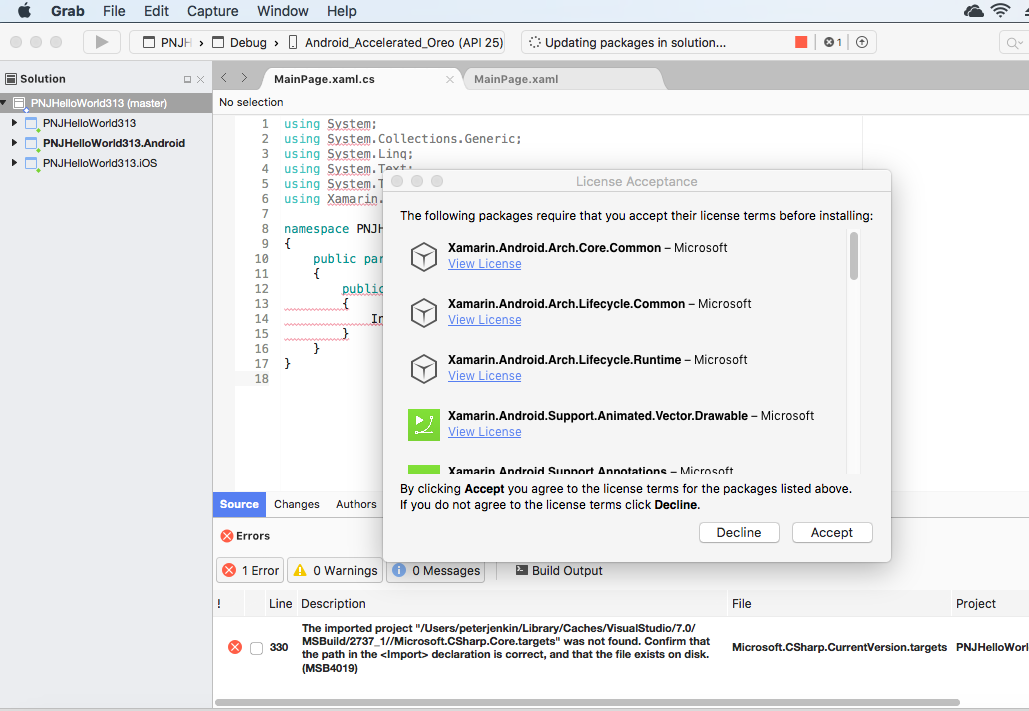 Grab File Edit Capture Window Help
PNJH › Debug › Android_Accelerated_Oreo (API 25)
Updating packages in solution...
1
Solution
MainPage.xaml.cs
MainPage.xaml
PNJHelloWorld313 (master)
No selection
PNJHelloWorld313
PNJHelloWorld313.Android
PNJHelloWorld313.iOS
1 using System;
2 using System.Collections.Generic;
3 using System.Linq;
4 using System.Text;
5 using System.T
6 using Xamarin.
7
8 namespace PNJH
9 {
10 public par
11 {
12 public
13 {
14 In
15 }
16 }
17 }
18
License Acceptance
The following packages require that you accept their license terms before installing:
Xamarin.Android.Arch.Core.Common – Microsoft
View License
Xamarin.Android.Arch.Lifecycle.Common – Microsoft
View License
Xamarin.Android.Arch.Lifecycle.Runtime – Microsoft
View License
Xamarin.Android.Support.Animated.Vector.Drawable – Microsoft
View License
Xamarin.Android.Support.Annotations – Microsoft
By clicking Accept you agree to the license terms for the packages listed above.
If you do not agree to the license terms click Decline.
Decline Accept
Source Changes Authors
Errors
1 Error 0 Warnings 0 Messages Build Output
! Line Description File Project
The imported project "/Users/peterjenkin/Library/Caches/VisualStudio/7.0/
MSBuild/2737_1//Microsoft.CSharp.Core.targets" was not found. Confirm that
330 the path in the <Import> declaration is correct, and that the file exists on disk. Microsoft.CSharp.CurrentVersion.targets PNJHelloWorl
(MSB4019)